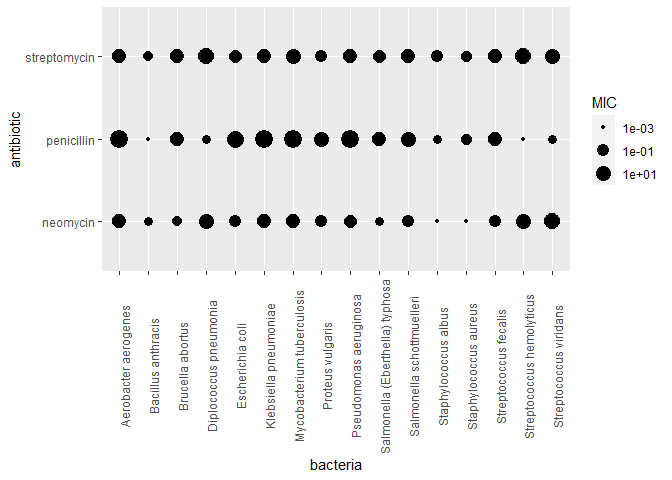 streptomycin
penicillin
neomycin
antibiotic
MIC
1e-03
1e-01
1e+01
Aerobacter aerogenes
Bacillus anthracis
Brucella abortus
Diplococcus pneumonia
Escherichia coli
Klebsiella pneumoniae
Mycobacterium tuberculosis
Proteus vulgaris
Pseudomonas aeruginosa
Salmonella (Eberthella) typhosa
Salmonella schottmuelleri
Staphylococcus albus
Staphylococcus aureus
Streptococcus fecalis
Streptococcus hemolyticus
Streptococcus viridans
bacteria